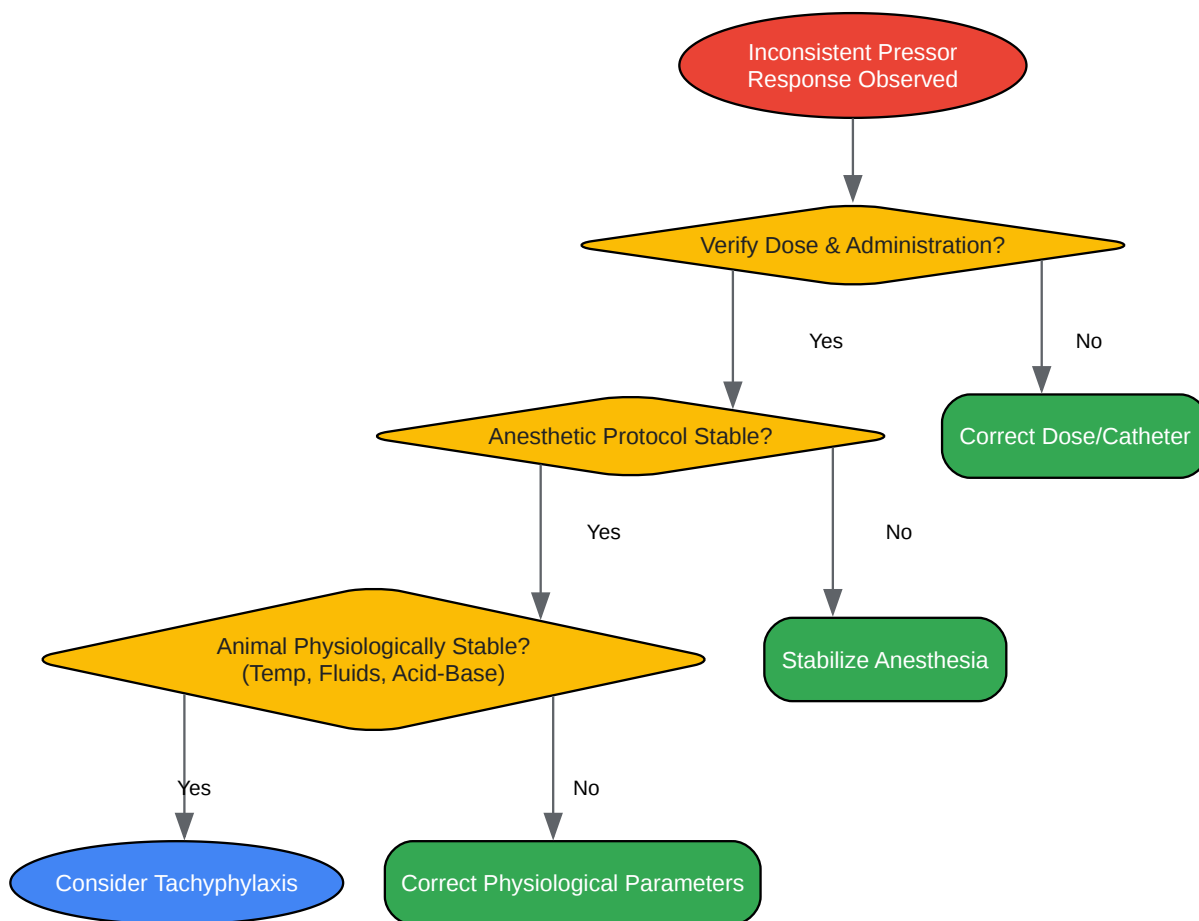 Inconsistent Pressor
Response Observed
Verify Dose & Administration?
Yes
No
Correct Dose/Catheter
Anesthetic Protocol Stable?
Yes
No
Stabilize Anesthesia
Animal Physiologically Stable?
(Temp, Fluids, Acid-Base)
Yes
No
Consider Tachyphylaxis
Correct Physiological Parameters